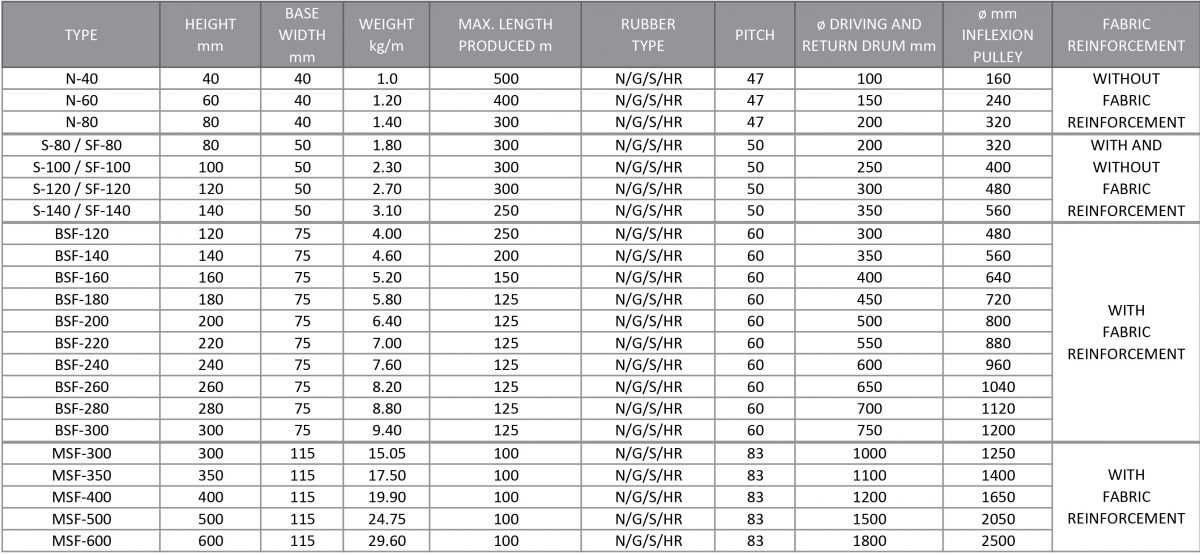 TYPE HEIGHT mm BASE WIDTH mm WEIGHT kg/m MAX. LENGTH PRODUCED m RUBBER TYPE PITCH ø DRIVING AND RETURN DRUM mm ø mm INFLEXION PULLEY FABRIC REINFORCEMENT
N-40 40 40 1.0 500 N/G/S/HR 47 100 160 WITHOUT
N-60 60 40 1.20 400 N/G/S/HR 47 150 240 FABRIC
N-80 80 40 1.40 300 N/G/S/HR 47 200 320 REINFORCEMENT
S-80 / SF-80 80 50 1.80 300 N/G/S/HR 50 200 320 WITH AND
S-100 / SF-100 100 50 2.30 300 N/G/S/HR 50 250 400 WITHOUT
S-120 / SF-120 120 50 2.70 300 N/G/S/HR 50 300 480 FABRIC
S-140 / SF-140 140 50 3.10 250 N/G/S/HR 50 350 560 REINFORCEMENT
BSF-120 120 75 4.00 250 N/G/S/HR 60 300 480
BSF-140 140 75 4.60 200 N/G/S/HR 60 350 560
BSF-160 160 75 5.20 150 N/G/S/HR 60 400 640
BSF-180 180 75 5.80 125 N/G/S/HR 60 450 720
BSF-200 200 75 6.40 125 N/G/S/HR 60 500 800 WITH
BSF-220 220 75 7.00 125 N/G/S/HR 60 550 880 FABRIC
BSF-240 240 75 7.60 125 N/G/S/HR 60 600 960 REINFORCEMENT
BSF-260 260 75 8.20 125 N/G/S/HR 60 650 1040
BSF-280 280 75 8.80 125 N/G/S/HR 60 700 1120
BSF-300 300 75 9.40 125 N/G/S/HR 60 750 1200
MSF-300 300 115 15.05 100 N/G/S/HR 83 1000 1250
MSF-350 350 115 17.50 100 N/G/S/HR 83 1100 1400 WITH
MSF-400 400 115 19.90 100 N/G/S/HR 83 1200 1650 FABRIC
MSF-500 500 115 24.75 100 N/G/S/HR 83 1500 2050 REINFORCEMENT
MSF-600 600 115 29.60 100 N/G/S/HR 83 1800 2500